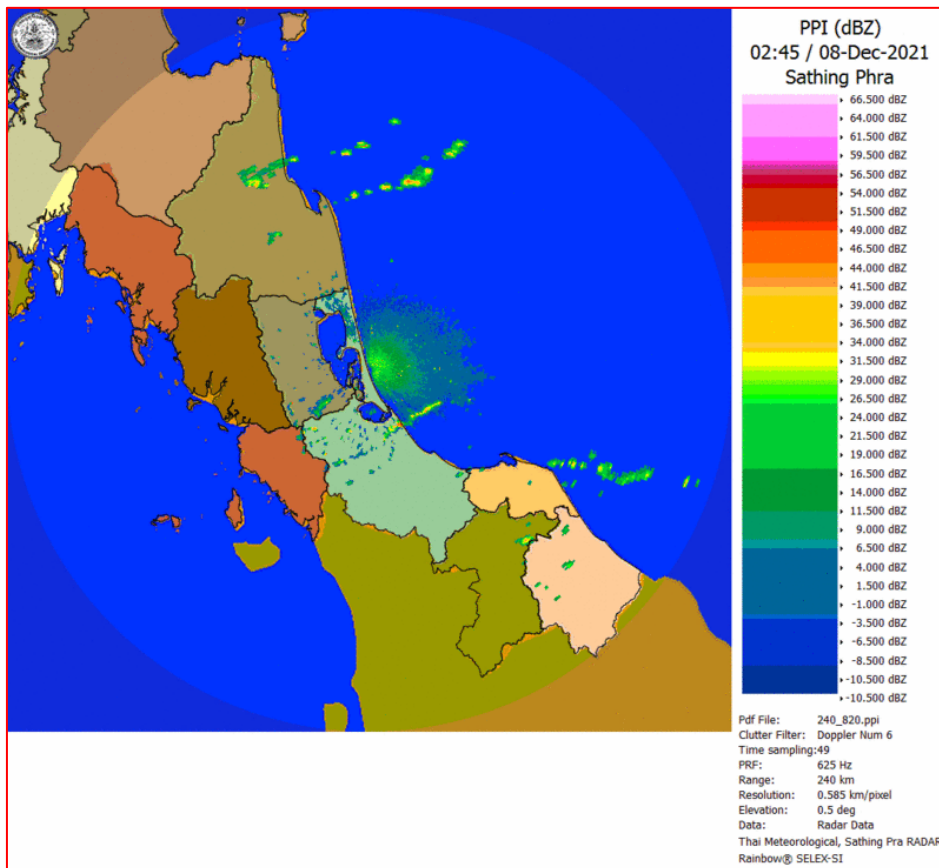 PPI (dBZ)
02:45 / 08-Dec-2021
Sathing Phra
66.500 dBZ
64.000 dBZ
61.500 dBZ
59.500 dBZ
56.500 dBZ
54.000 dBZ
51.500 dBZ
49.000 dBZ
46.500 dBZ
44.000 dBZ
41.500 dBZ
39.000 dBZ
36.500 dBZ
34.000 dBZ
31.500 dBZ
29.000 dBZ
26.500 dBZ
24.000 dBZ
21.500 dBZ
19.000 dBZ
16.500 dBZ
14.000 dBZ
11.500 dBZ
9.000 dBZ
6.500 dBZ
4.000 dBZ
1.500 dBZ
-1.000 dBZ
-3.500 dBZ
-6.500 dBZ
-8.500 dBZ
-10.500 dBZ
-10.500 dBZ
Pdf File: 240_820.ppi
Clutter Filter: Doppler Num 6
Time sampling:49
PRF: 625 Hz
Range: 240 km
Resolution: 0.585 km/pixel
Elevation: 0.5 deg
Data: Radar Data
Thai Meteorological, Sathing Pra RADAR
Rainbow® SELEX-SI